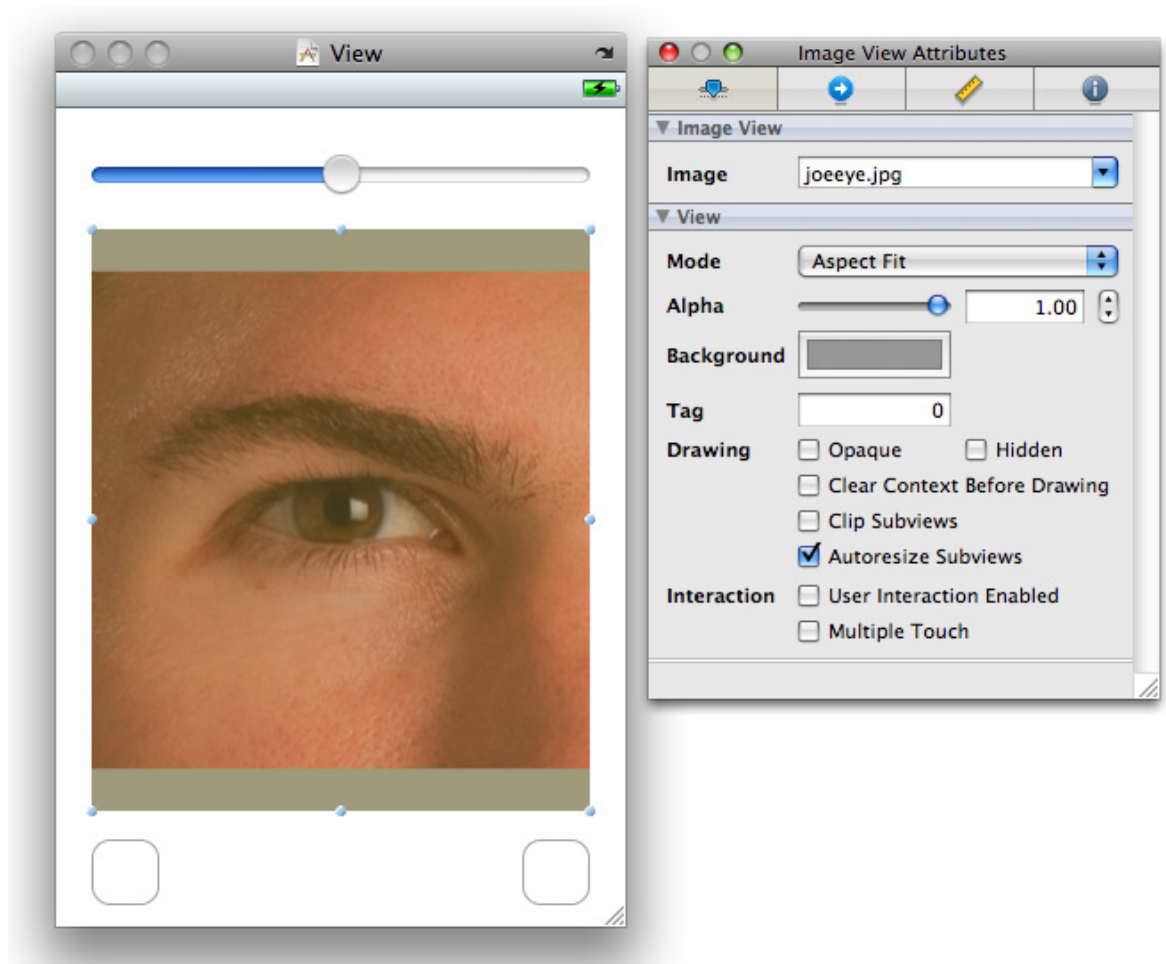 View
Image View Attributes
Image View
Image joeeye.jpg
View
Mode Aspect Fit
Alpha 1.00
Background
Tag 0
Drawing Opaque Hidden
Clear Context Before Drawing
Clip Subviews
Autoresize Subviews
Interaction User Interaction Enabled
Multiple Touch